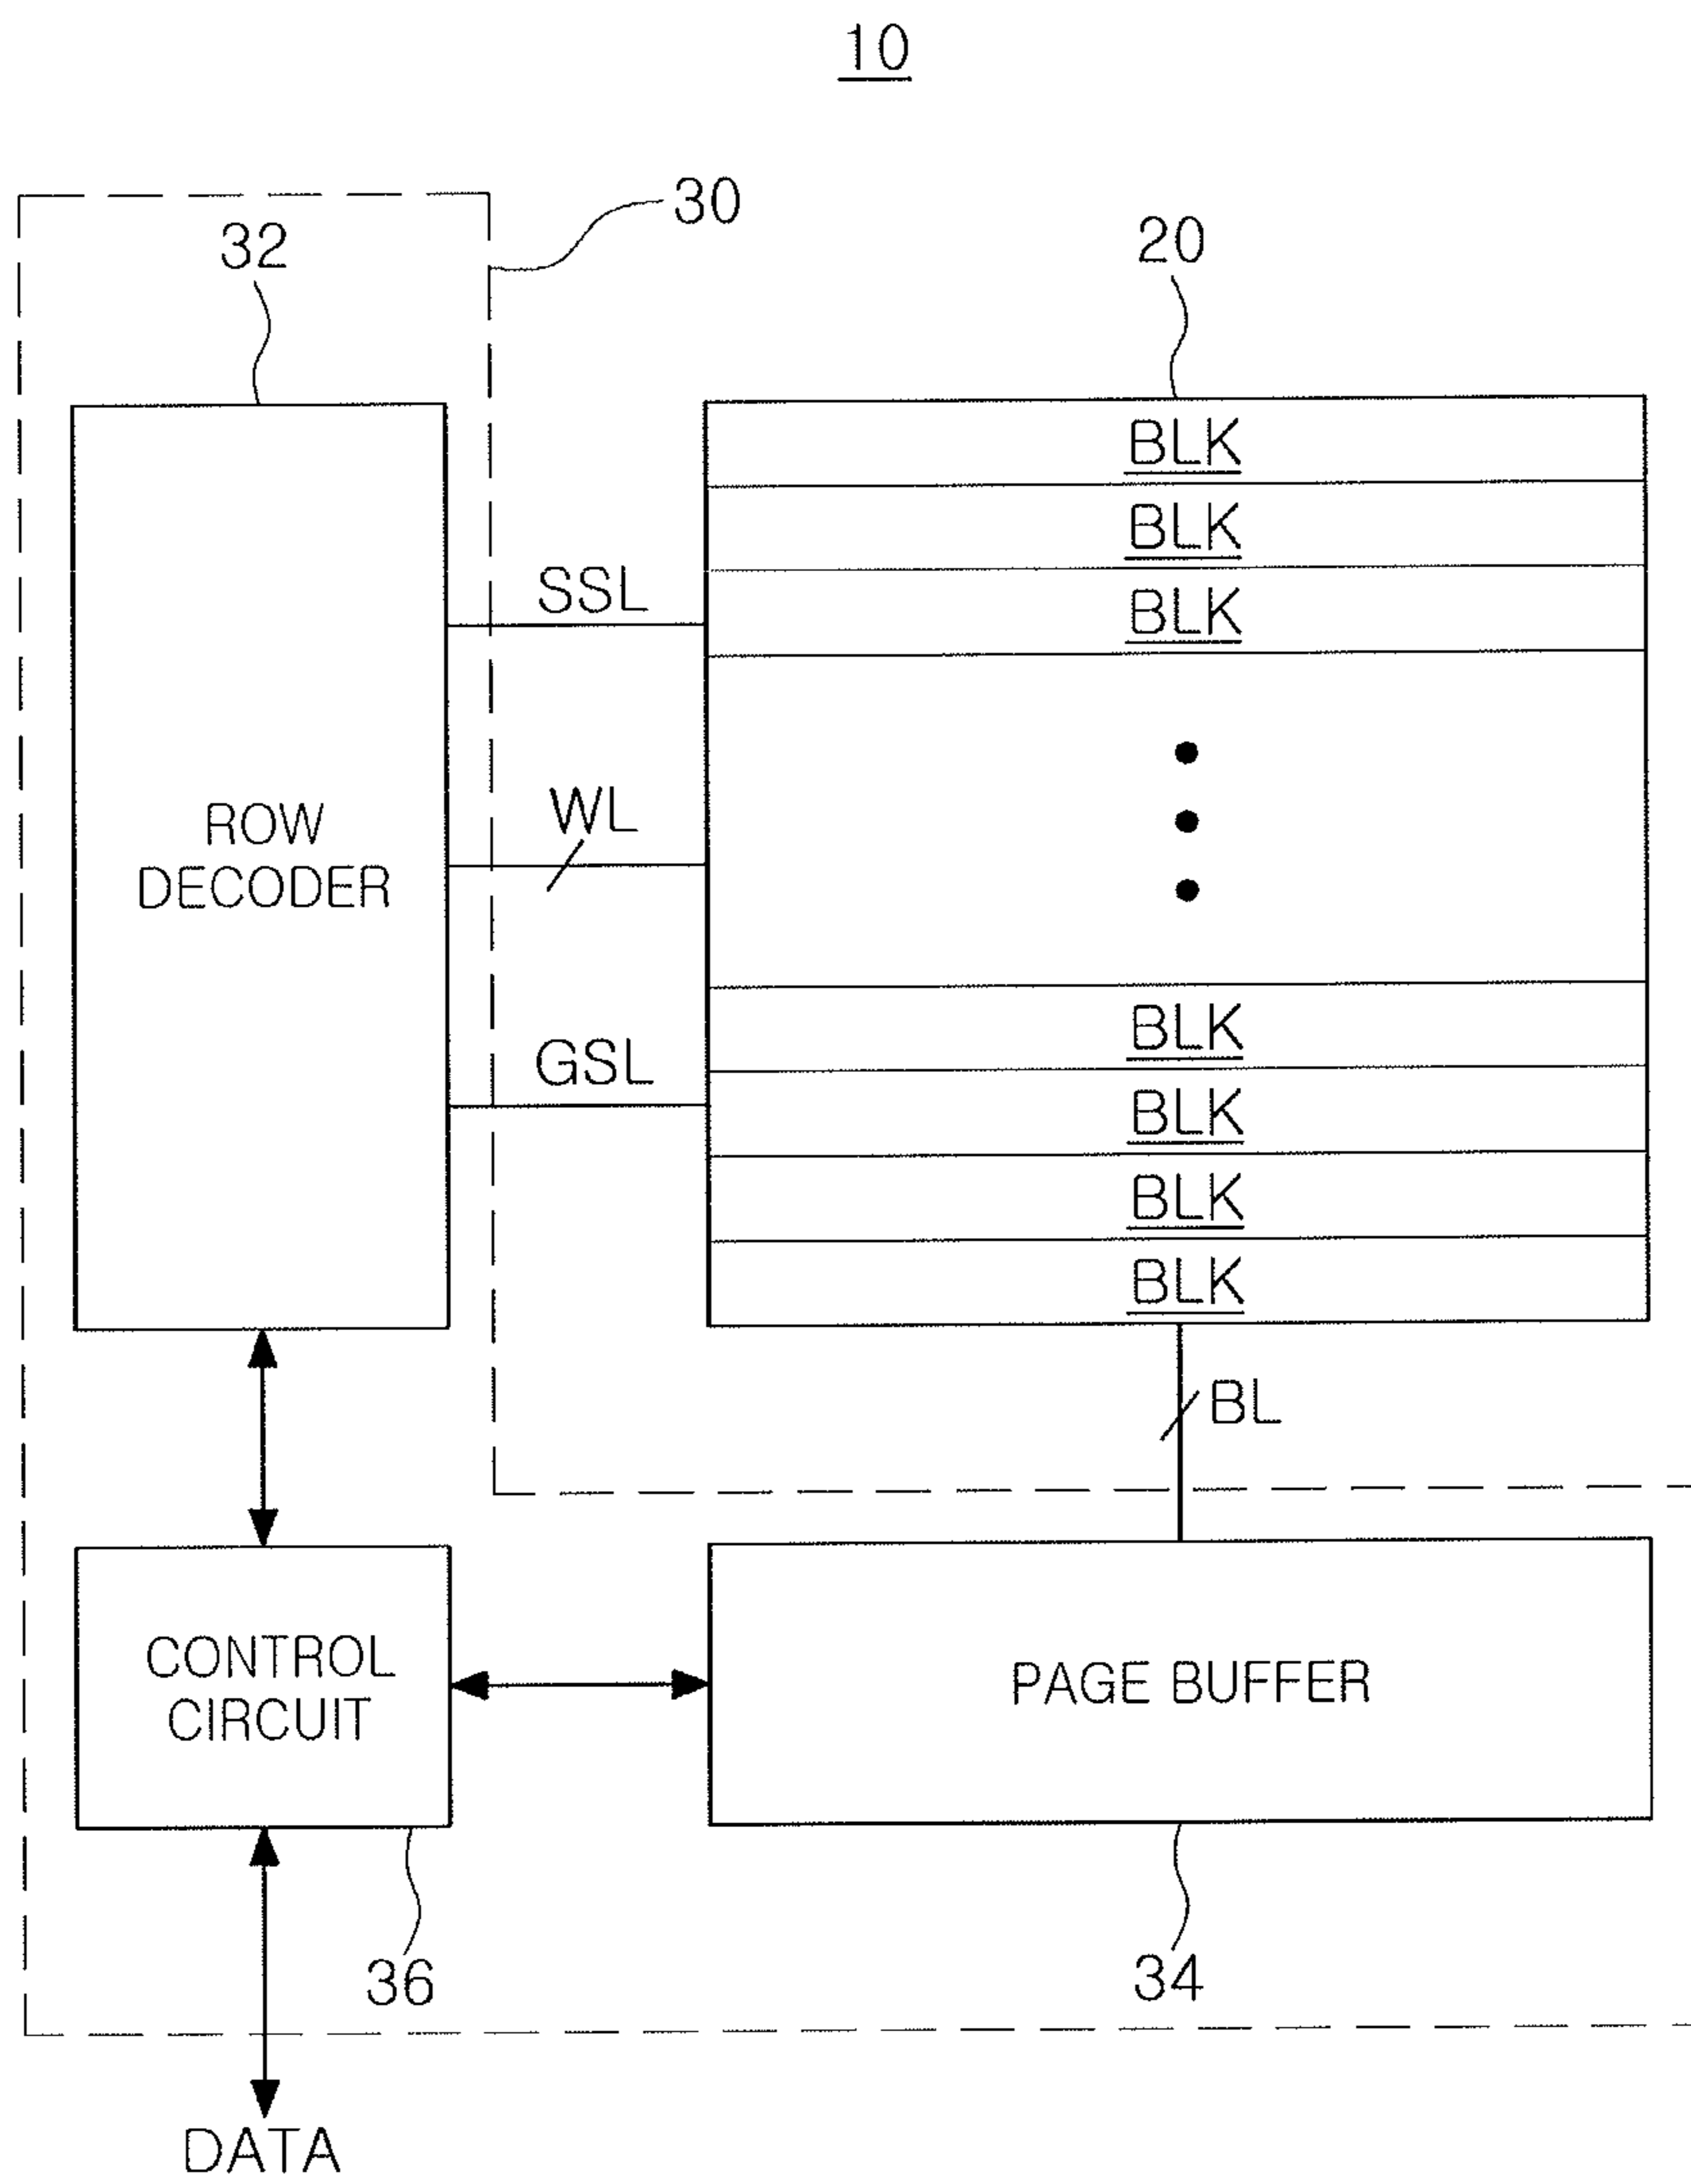 10
30
32
20
BLK
BLK
BLK
SSL
WL
ROW
DECODER
GSL
BLK
BLK
BLK
BLK
BL
CONTROL
CIRCUIT
PAGE BUFFER
36
34
DATA